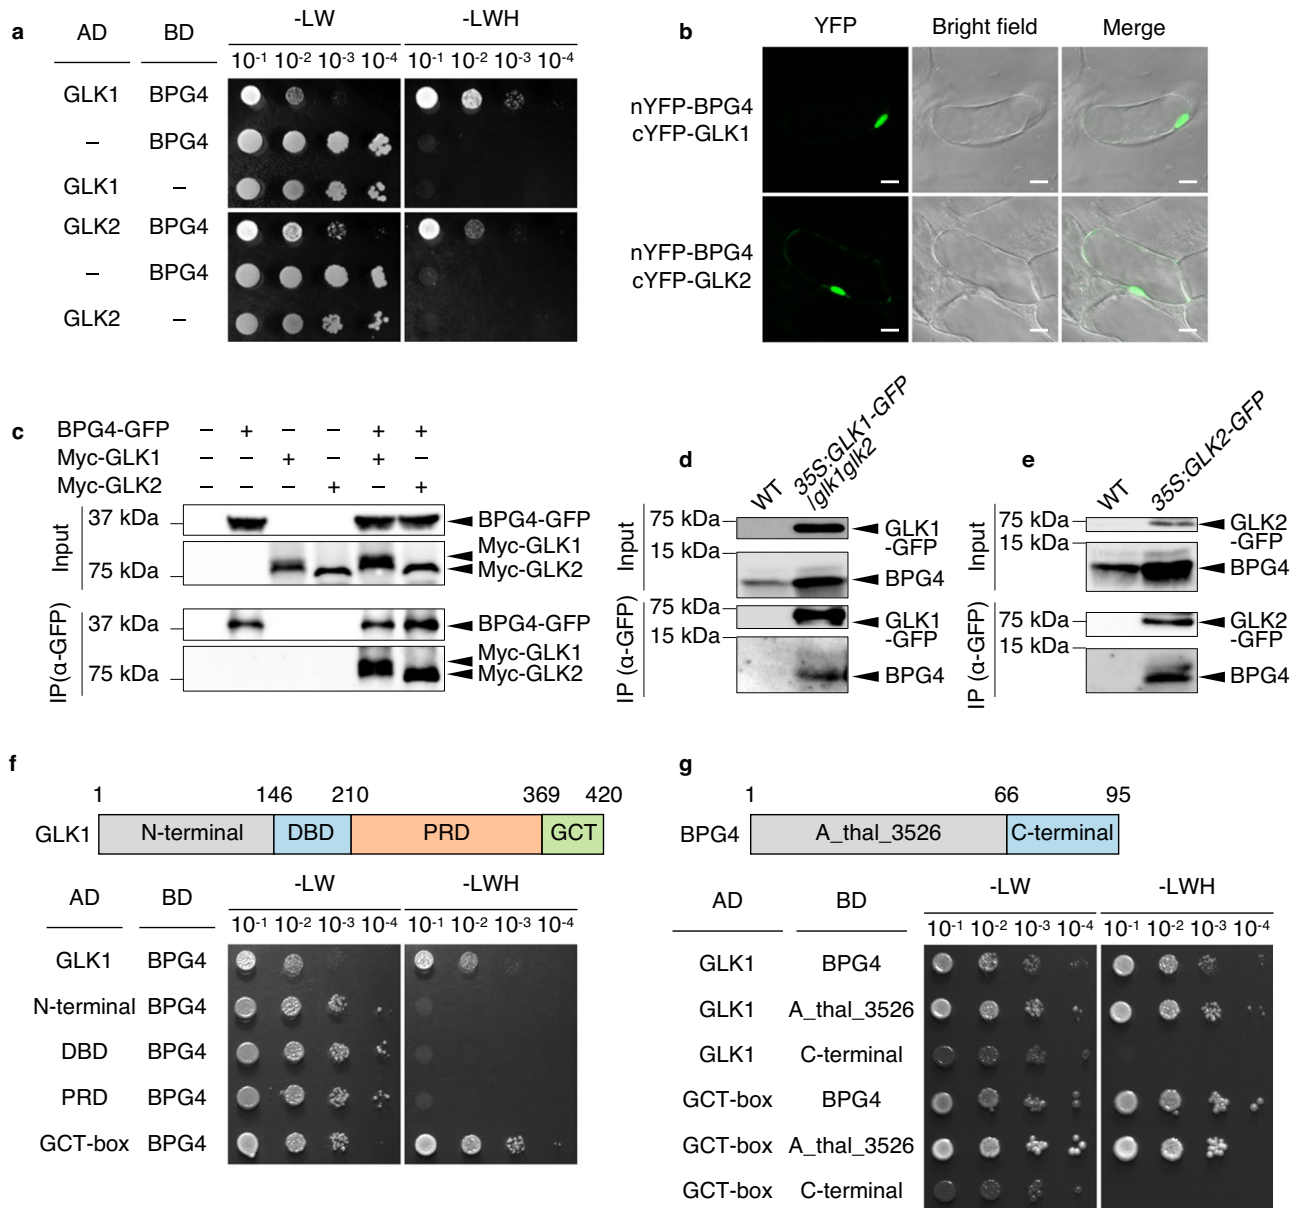 a
AD BD -LW -LWH
10-1 10-2 10-3 10-4 10-1 10-2 10-3 10-4
GLK1 BPG4
– BPG4
GLK1 –
GLK2 BPG4
– BPG4
GLK2 –
b
YFP Bright field Merge
nYFP-BPG4
cYFP-GLK1
nYFP-BPG4
cYFP-GLK2
c
BPG4-GFP – + – – + +
Myc-GLK1 – – + – + –
Myc-GLK2 – – – + – +
Input
37 kDa BPG4-GFP
Myc-GLK1
75 kDa Myc-GLK2
IP(α-GFP)
37 kDa BPG4-GFP
Myc-GLK1
75 kDa Myc-GLK2
d
WT 35S:GLK1-GFP
/glk1glk2
Input
75 kDa GLK1
-GFP
15 kDa
BPG4
IP (α-GFP)
75 kDa GLK1
-GFP
15 kDa
BPG4
e
WT 35S:GLK2-GFP
Input
75 kDa GLK2
-GFP
15 kDa
BPG4
IP (α-GFP)
75 kDa GLK2
-GFP
15 kDa
BPG4
f
1 146 210 369 420
GLK1 N-terminal DBD PRD GCT
AD BD -LW -LWH
10-1 10-2 10-3 10-4 10-1 10-2 10-3 10-4
GLK1 BPG4
N-terminal BPG4
DBD BPG4
PRD BPG4
GCT-box BPG4
g
1 66 95
BPG4 A_thal_3526 C-terminal
AD BD -LW -LWH
10-1 10-2 10-3 10-4 10-1 10-2 10-3 10-4
GLK1 BPG4
GLK1 A_thal_3526
GLK1 C-terminal
GCT-box BPG4
GCT-box A_thal_3526
GCT-box C-terminal